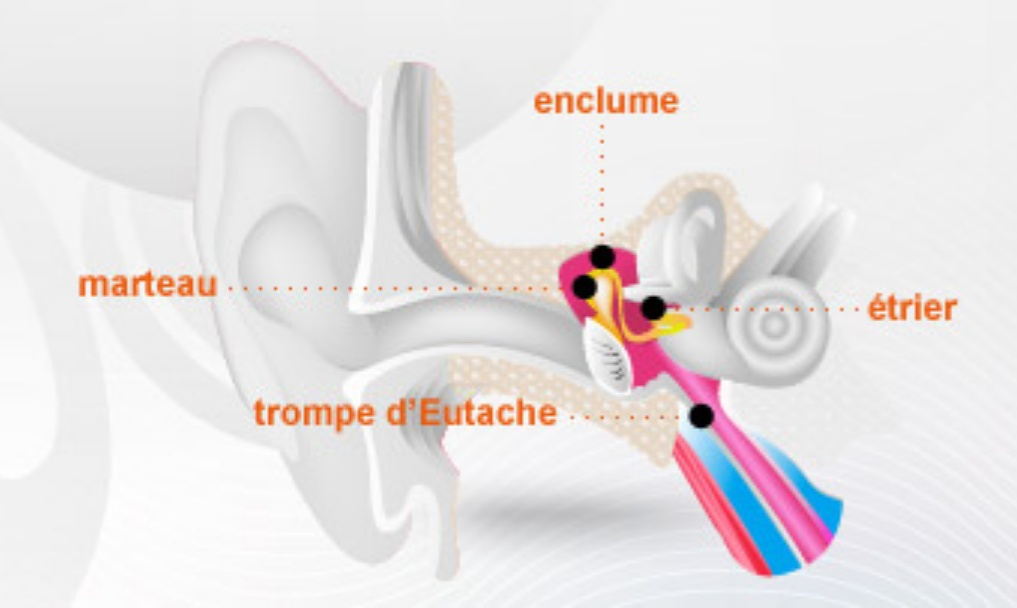 enclume
marteau
étrier
trompe d’Eutache